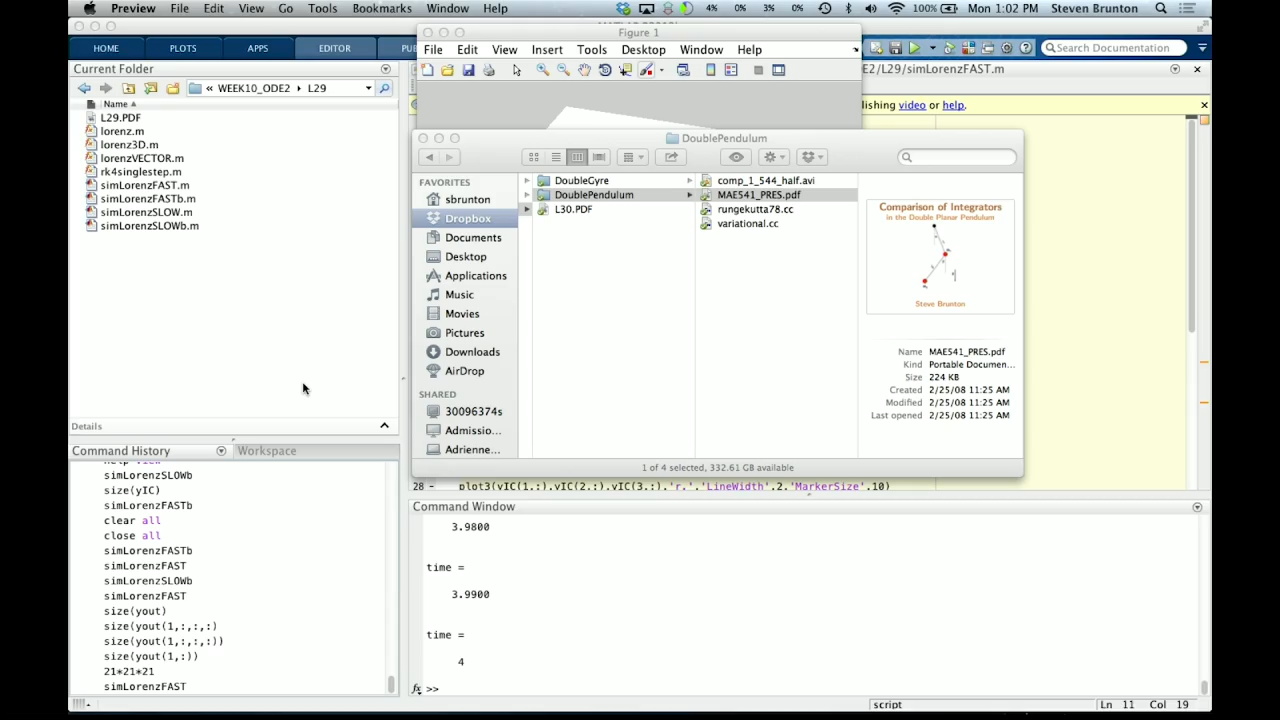 Preview File Edit View Go Tools Bookmarks Window Help 4% 0% 3% 0% 100% Mon 1:02 PM Steven Brunton
HOME PLOTS APPS EDITOR PU
Figure 1
File Edit View Insert Tools Desktop Window Help
Search Documentation
Current Folder
E2/L29/simLorenzFAST.m
« WEEK10_ODE2 ▸ L29
lishing video or help.
Name
L29.PDF
lorenz.m
lorenz3D.m
lorenzVECTOR.m
rk4singlestep.m
simLorenzFAST.m
simLorenzFASTb.m
simLorenzSLOW.m
simLorenzSLOWb.m
DoublePendulum
FAVORITES
sbrunton
Dropbox
Documents
Desktop
Applications
Music
Movies
Pictures
Downloads
AirDrop
SHARED
30096374s
Admissio...
Adrienne...
DoubleGyre
DoublePendulum
L30.PDF
comp_1_544_half.avi
MAE541_PRES.pdf
rungekutta78.cc
variational.cc
Comparison of Integrators
in the Double Planar Pendulum
Steve Brunton
Name MAE541_PRES.pdf
Kind Portable Documen...
Size 224 KB
Created 2/25/08 11:25 AM
Modified 2/25/08 11:25 AM
Last opened 2/25/08 11:25 AM
1 of 4 selected, 332.61 GB available
Details
28 - plot3(yIC(1,:),yIC(2,:),yIC(3,:),'r.','LineWidth',2,'MarkerSize',10)
Command History Workspace
help view
simLorenzSLOWb
size(yIC)
simLorenzFASTb
clear all
close all
simLorenzFASTb
simLorenzFAST
simLorenzSLOWb
simLorenzFAST
size(yout)
size(yout(1,:,:,:)
size(yout(1,:,:,:))
size(yout(1,:))
21*21*21
simLorenzFAST
Command Window
3.9800
time =
3.9900
time =
4
fx >>
script Ln 11 Col 19